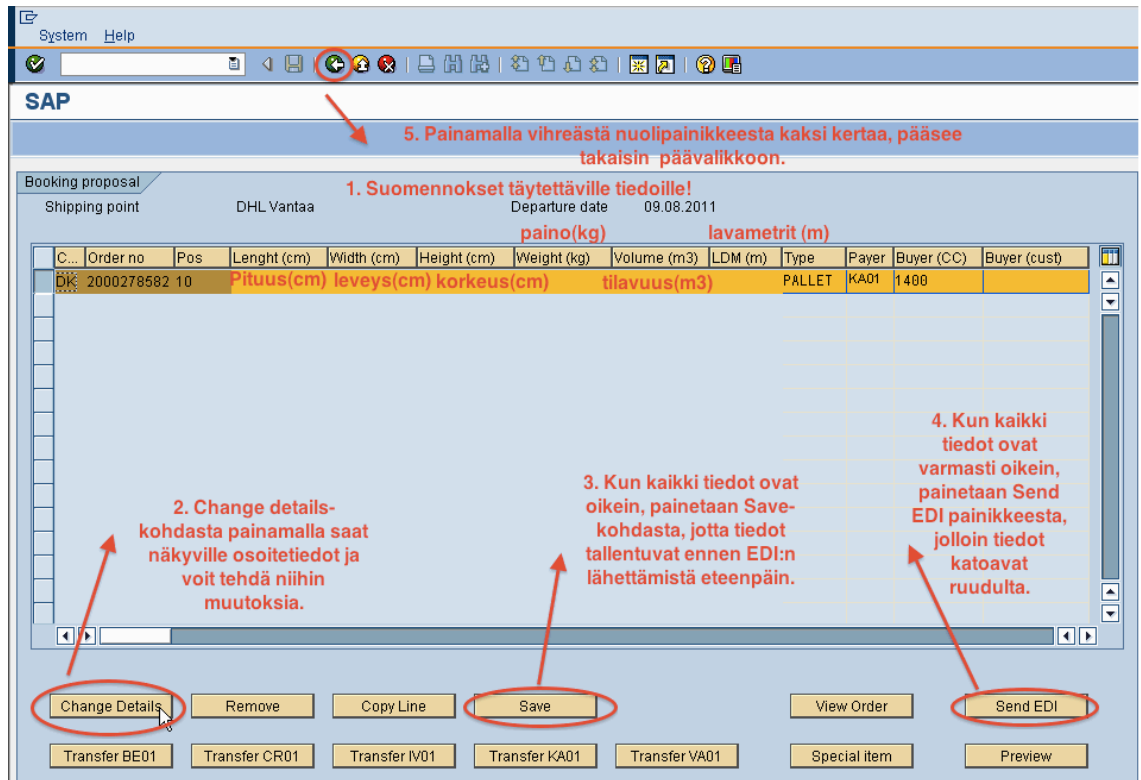 System Help
SAP
5. Painamalla vihreästä nuolipainikkeesta kaksi kertaa, pääsee
takaisin päävalikkoon.
Booking proposal
1. Suomennokset täytettäville tiedoille!
Shipping point DHL Vantaa Departure date 09.08.2011
paino(kg) lavametrit (m)
C... Order no Pos Lenght (cm) Width (cm) Height (cm) Weight (kg) Volume (m3) LDM (m) Type Payer Buyer (CC) Buyer (cust)
DK 2000278582 10 Pituus(cm) leveys(cm) korkeus(cm) tilavuus(m3) PALLET KA01 1400
4. Kun kaikki
tiedot ovat
varmasti oikein,
painetaan Send
EDI painikkeesta,
jolloin tiedot
katoavat
ruudulta.
3. Kun kaikki tiedot ovat
oikein, painetaan Save-
kohdasta, jotta tiedot
tallentuvat ennen EDI:n
lähettämistä eteenpäin.
2. Change details-
kohdasta painamalla saat
näkyville osoitetiedot ja
voit tehdä niihin
muutoksia.
Change Details Remove Copy Line Save View Order Send EDI
Transfer BE01 Transfer CR01 Transfer IV01 Transfer KA01 Transfer VA01 Special item Preview